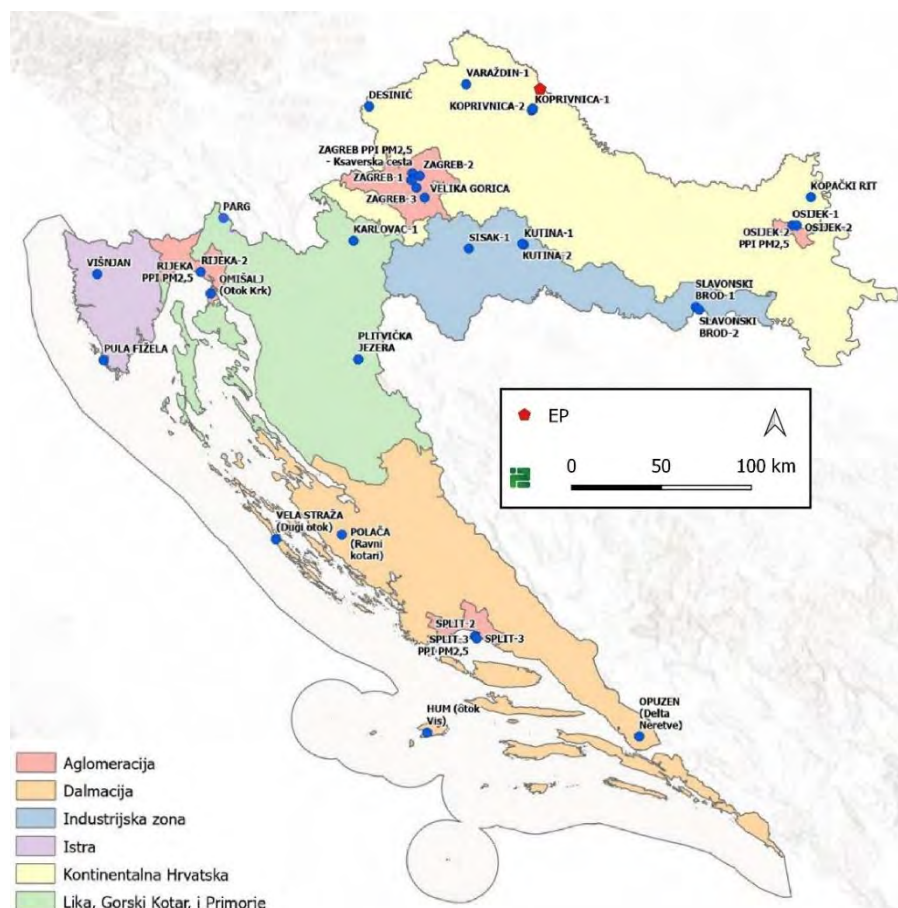 VARAŽDIN-1
DESINIĆ
KOPRIVNICA-2
KOPRIVNICA-1
ZAGREB PPI PM2,5
- Ksaverska cesta
ZAGREB-2
ZAGREB-1
VELIKA GORICA
ZAGREB-3
KOPAČKI RIT
OSIJEK-1
OSIJEK-2
OSIJEK-2
PPI PM2,5
PARG
KARLOVAC-1
SISAK-1
KUTINA-1
KUTINA-2
VIŠNJAN
RIJEKA
PPI PM2,5
RIJEKA-2
OMIŠALJ
(Otok Krk)
SLAVONSKI
BROD-1
SLAVONSKI
BROD-2
PULA FIŽELA
PLITVIČKA
JEZERA
EP
0 50 100 km
VELA STRAŽA
(Dugi otok)
POLAČA
(Ravni
kotari)
SPLIT-2
SPLIT-3
PPI PM2,5
SPLIT-3
HUM (otok
Vis)
OPUZEN
(Delta
Neretve)
Aglomeracija
Dalmacija
Industrijska zona
Istra
Kontinentalna Hrvatska
Lika, Gorski Kotar, i Primorje